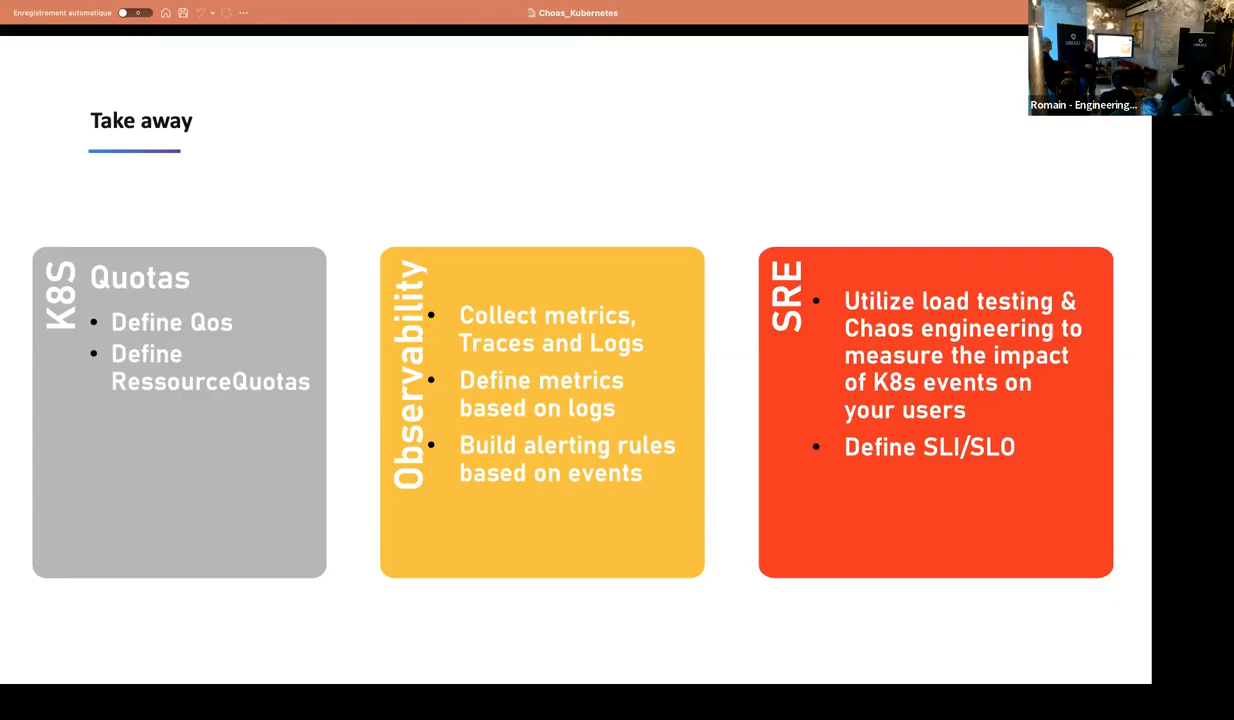 Enregistrement automatique
Choas_Kubernetes
Romain - Engineering...
Take away
K8S
Quotas
Define Qos
Define
RessourceQuotas
Observability
Collect metrics,
Traces and Logs
Define metrics
based on logs
Build alerting rules
based on events
SRE
Utilize load testing &
Chaos engineering to
measure the impact
of K8s events on
your users
Define SLI/SLO